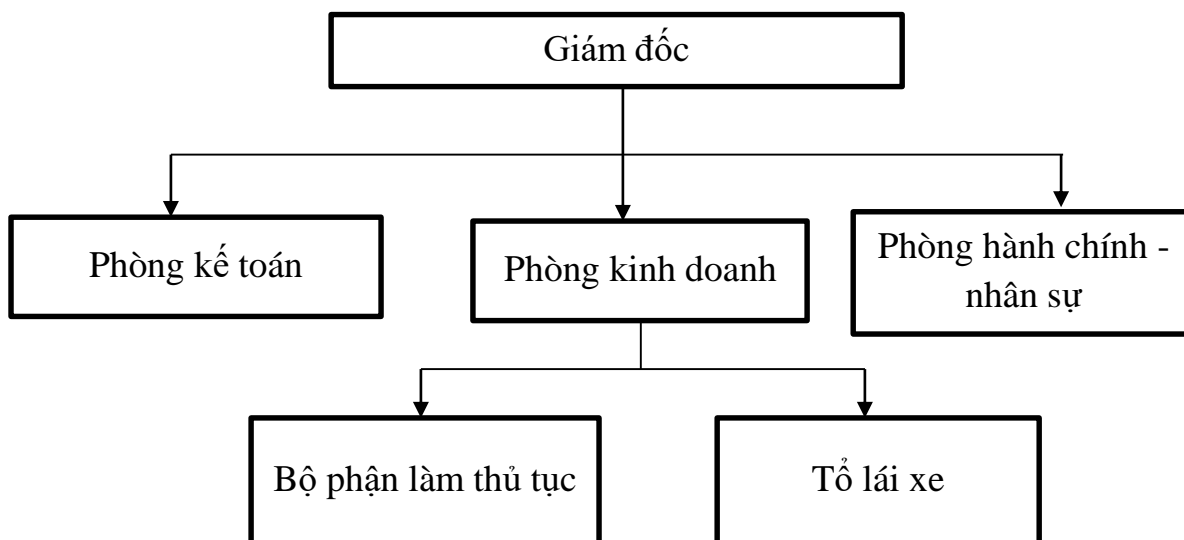 Giám đốc
Phòng kế toán
Phòng kinh doanh
Phòng hành chính -
nhân sự
Bộ phận làm thủ tục
Tổ lái xe